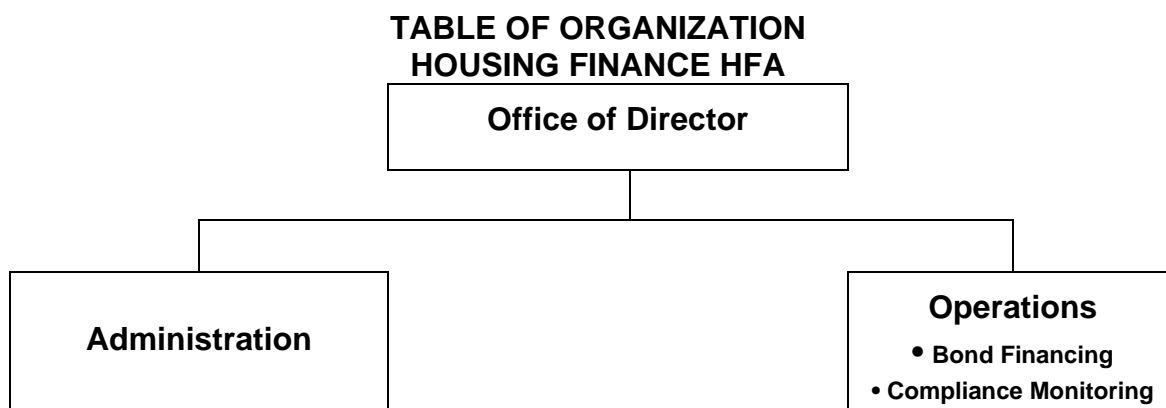 TABLE OF ORGANIZATION
HOUSING FINANCE HFA
Office of Director
Administration
Operations
• Bond Financing
• Compliance Monitoring